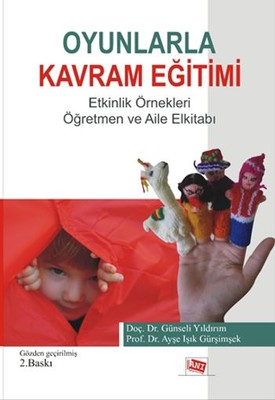 OYUNLARLA
KAVRAM EĞİTİMİ
Etkinlik Örnekleri
Öğretmen ve Aile Elkitabı
Doç. Dr. Günseli Yıldırım
Prof. Dr. Ayşe Işık Gürşimşek
Gözden geçirilmiş
2.Baskı
ANI